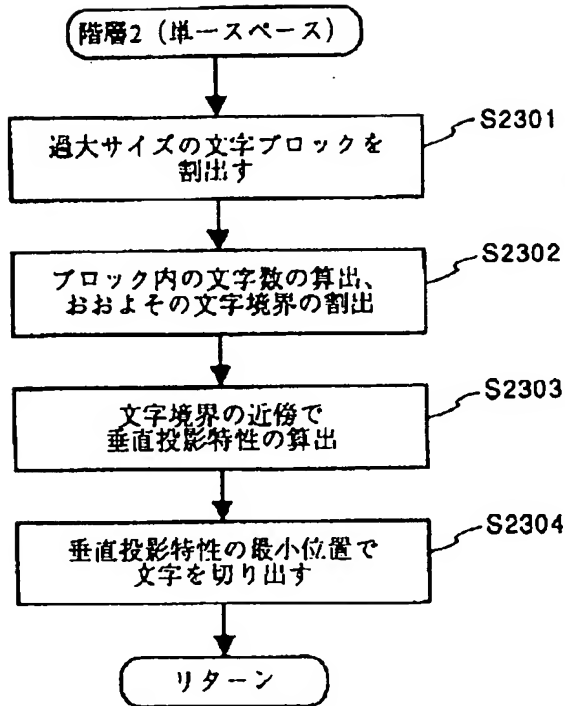 階層2 (単一スペース)
S2301
過大サイズの文字ブロックを
割出す
S2302
ブロック内の文字数の算出、
おおよその文字境界の割出
S2303
文字境界の近傍で
垂直投影特性の算出
S2304
垂直投影特性の最小位置で
文字を切り出す
リターン